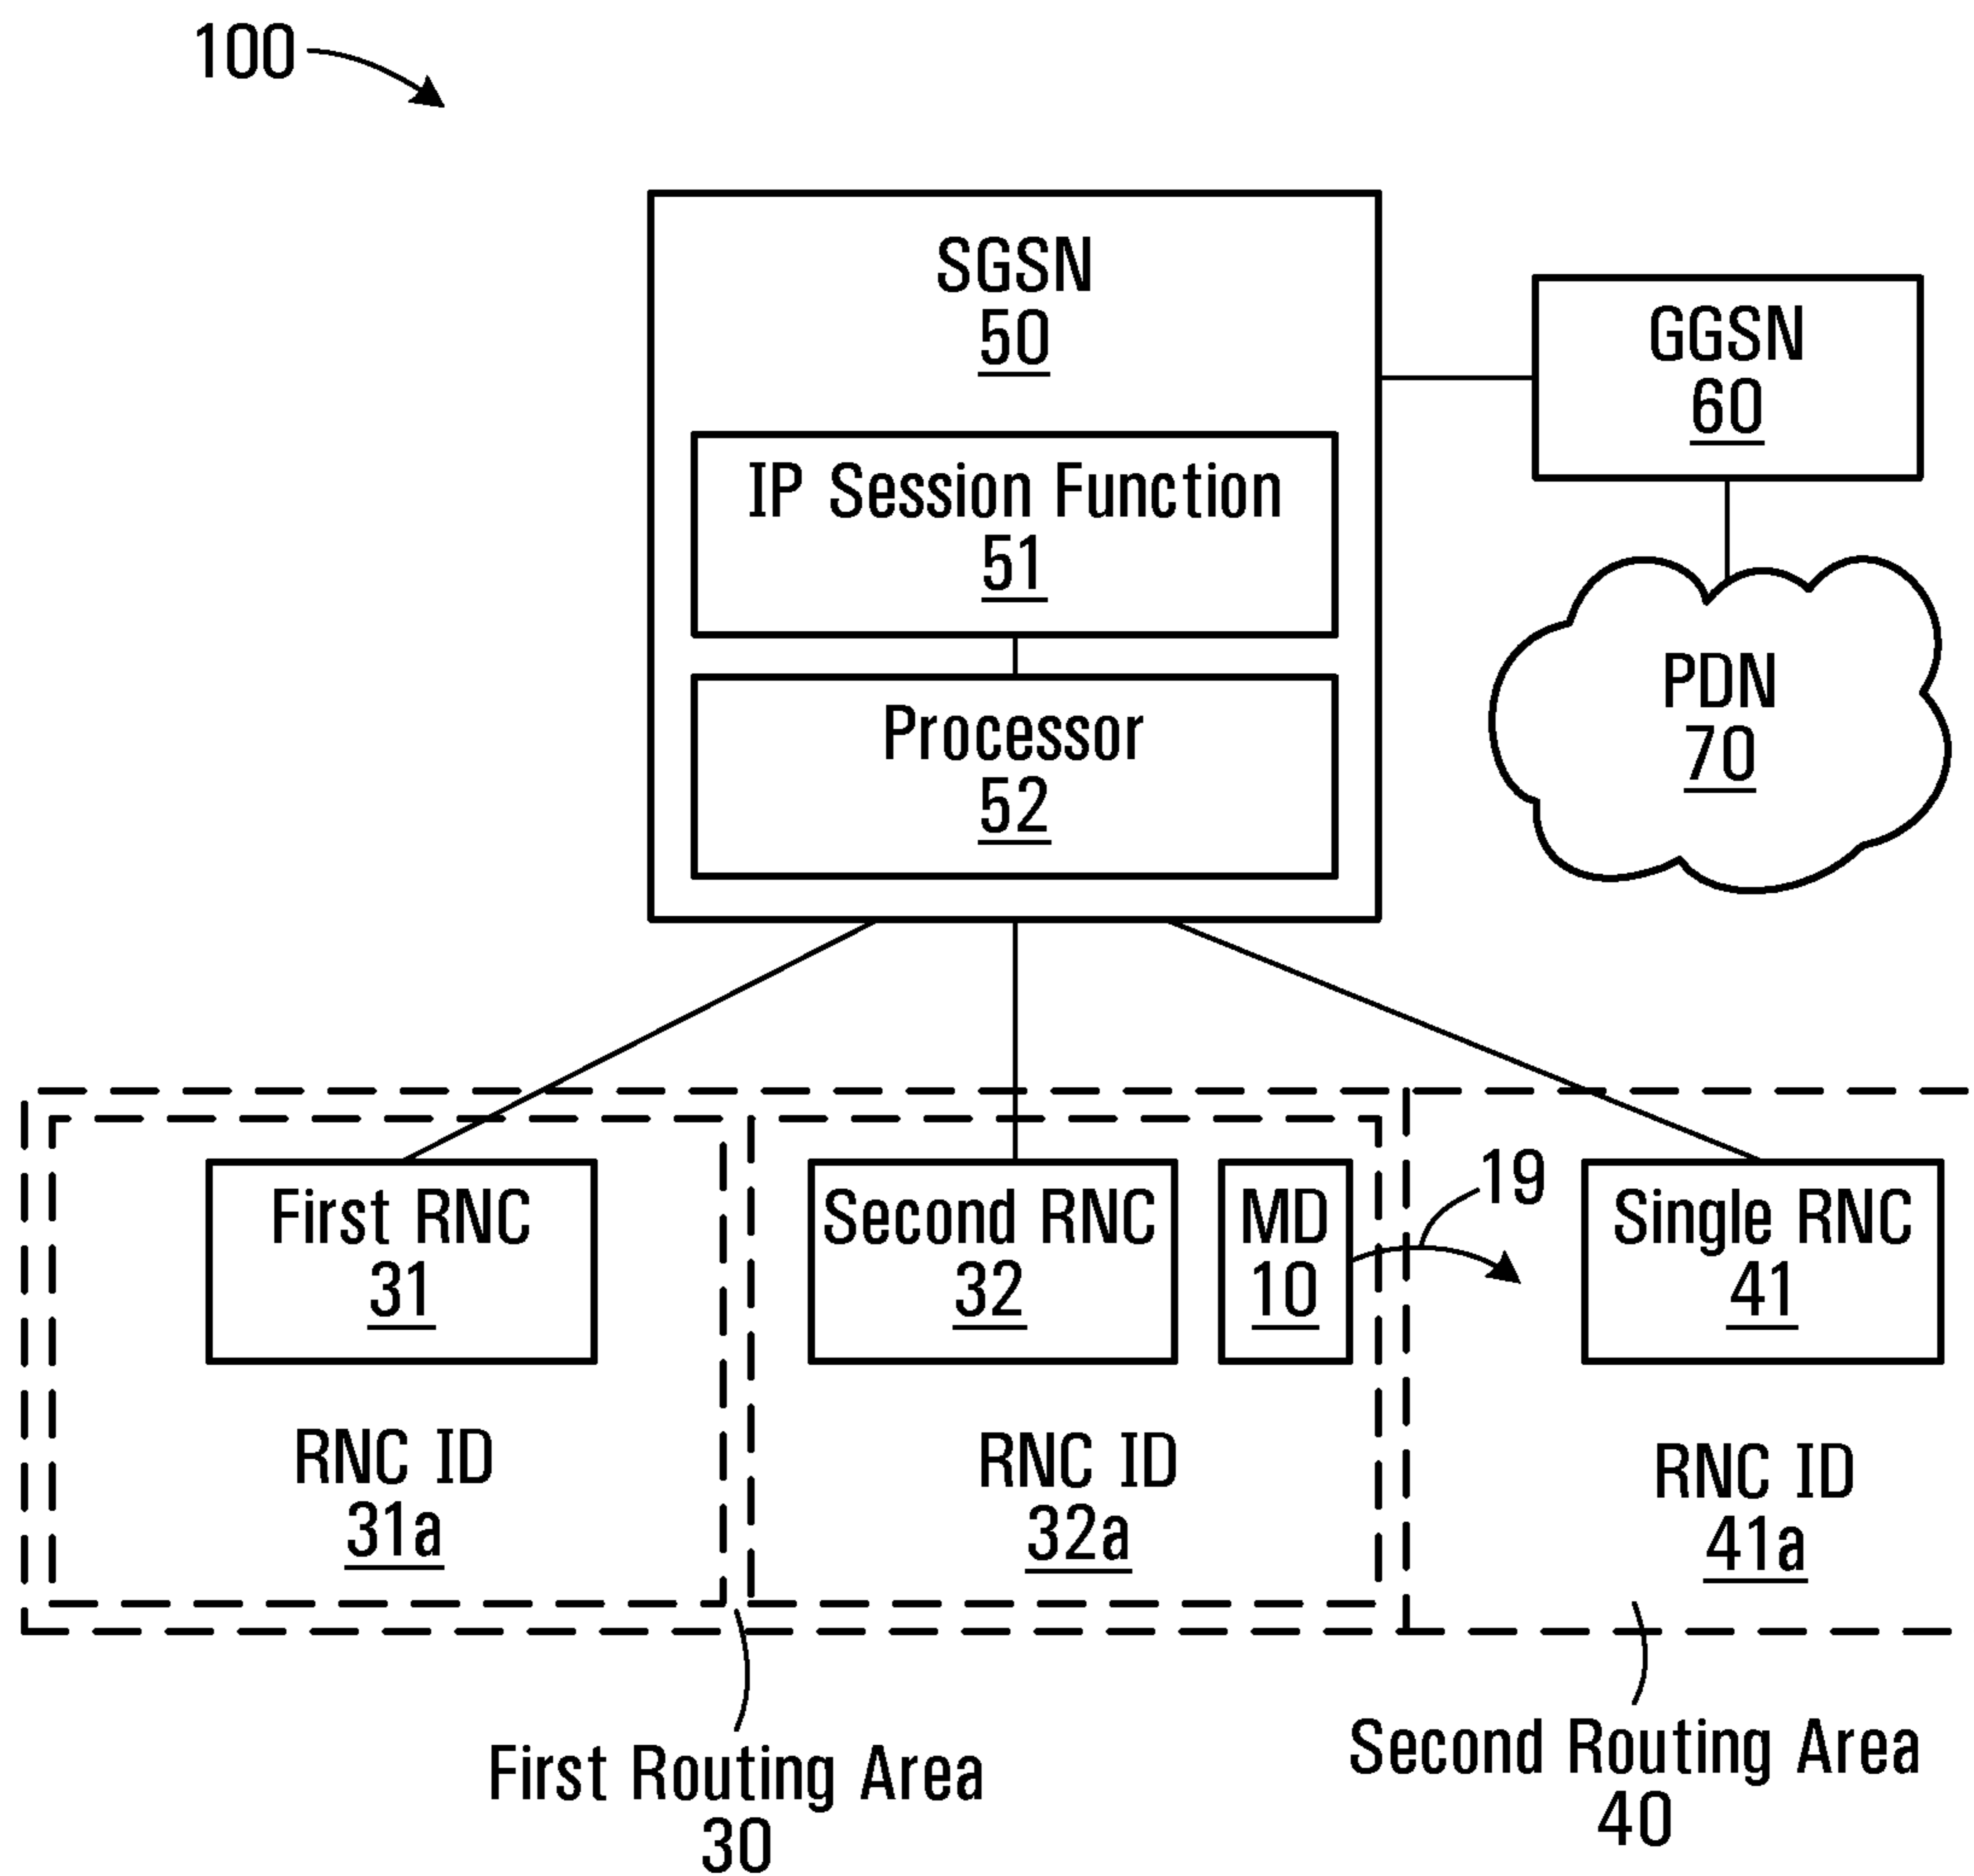 100
SGSN
50
GGSN
60
IP Session Function
51
Processor
52
PDN
70
19
First RNC
31
Second RNC
32
MD
10
Single RNC
41
RNC ID
31a
RNC ID
32a
RNC ID
41a
First Routing Area
30
Second Routing Area
40